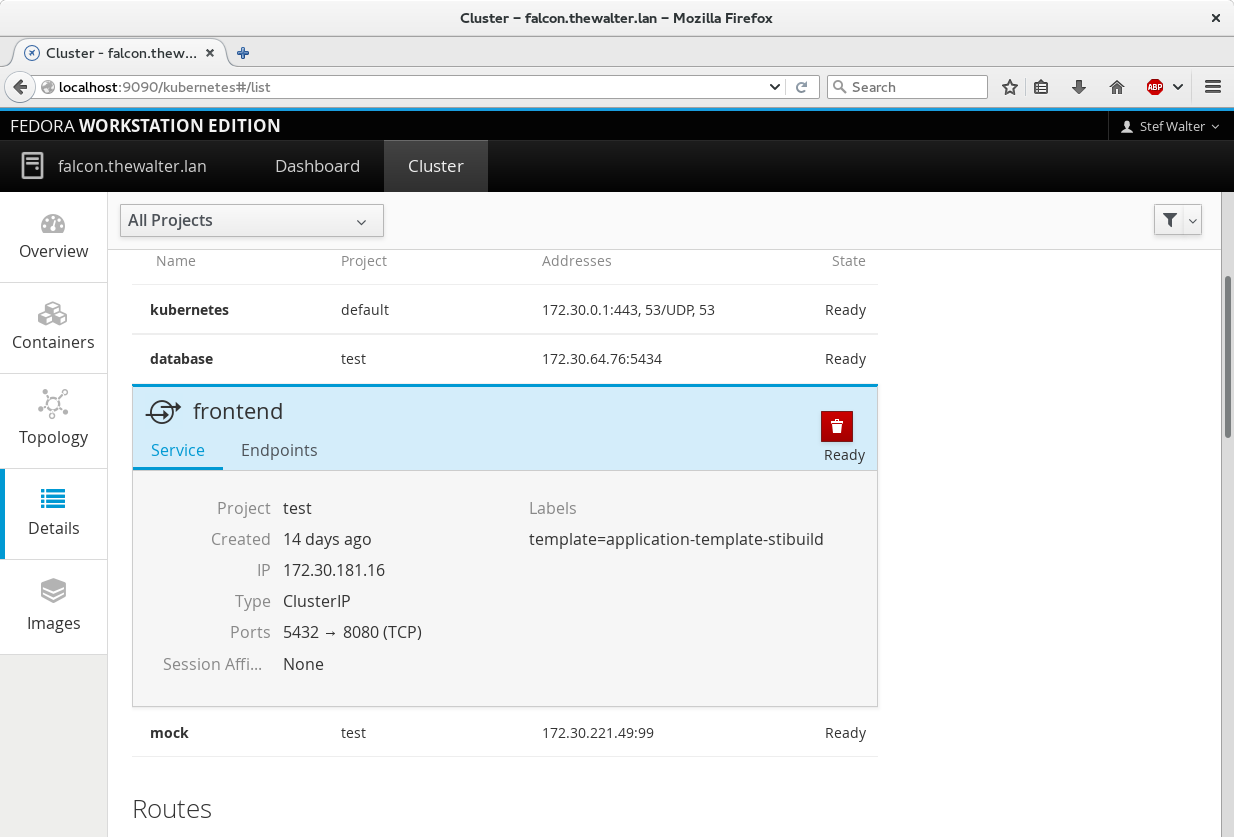 Cluster – falcon.thewalter.lan – Mozilla Firefox
Cluster - falcon.thew...
localhost:9090/kubernetes#/list
Search
ABP
FEDORA WORKSTATION EDITION
Stef Walter
falcon.thewalter.lan Dashboard Cluster
All Projects
Overview
Containers
Topology
Details
Images
Name Project Addresses State
kubernetes default 172.30.0.1:443, 53/UDP, 53 Ready
database test 172.30.64.76:5434 Ready
frontend
Service Endpoints Ready
Project test
Created 14 days ago
IP 172.30.181.16
Type ClusterIP
Ports 5432 → 8080 (TCP)
Session Affi... None
Labels
template=application-template-stibuild
mock test 172.30.221.49:99 Ready
Routes